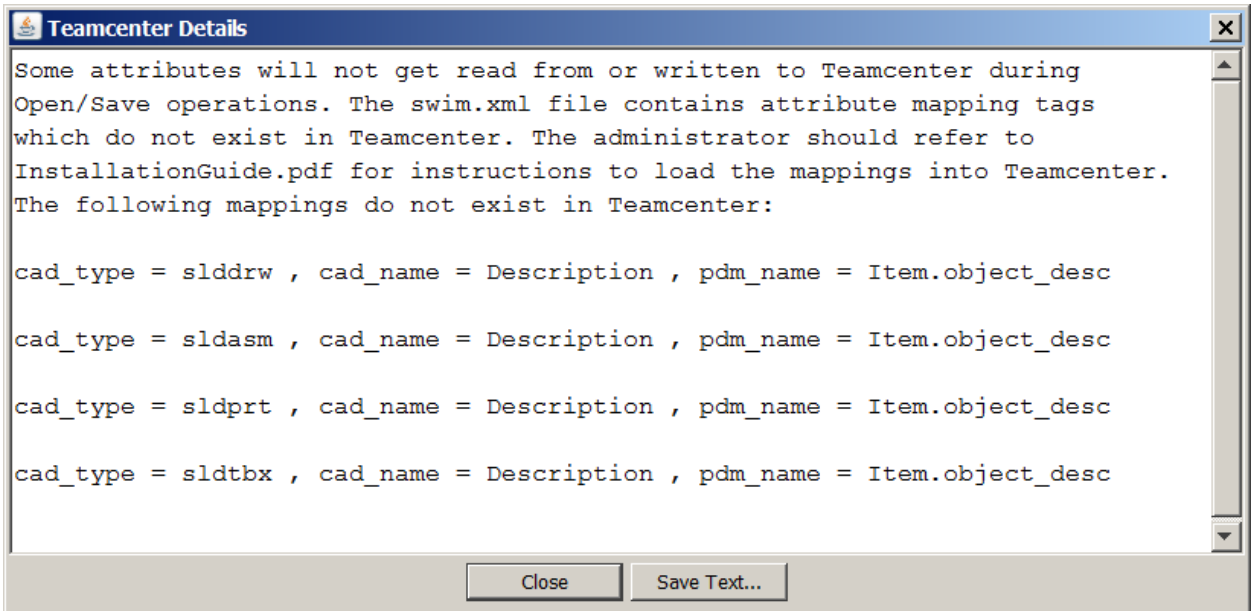 Teamcenter Details
Some attributes will not get read from or written to Teamcenter during
Open/Save operations. The swim.xml file contains attribute mapping tags
which do not exist in Teamcenter. The administrator should refer to
InstallationGuide.pdf for instructions to load the mappings into Teamcenter.
The following mappings do not exist in Teamcenter:
cad_type = slddrw , cad_name = Description , pdm_name = Item.object_desc
cad_type = sldasm , cad_name = Description , pdm_name = Item.object_desc
cad_type = sldprt , cad_name = Description , pdm_name = Item.object_desc
cad_type = sldtbx , cad_name = Description , pdm_name = Item.object_desc
Close Save Text...